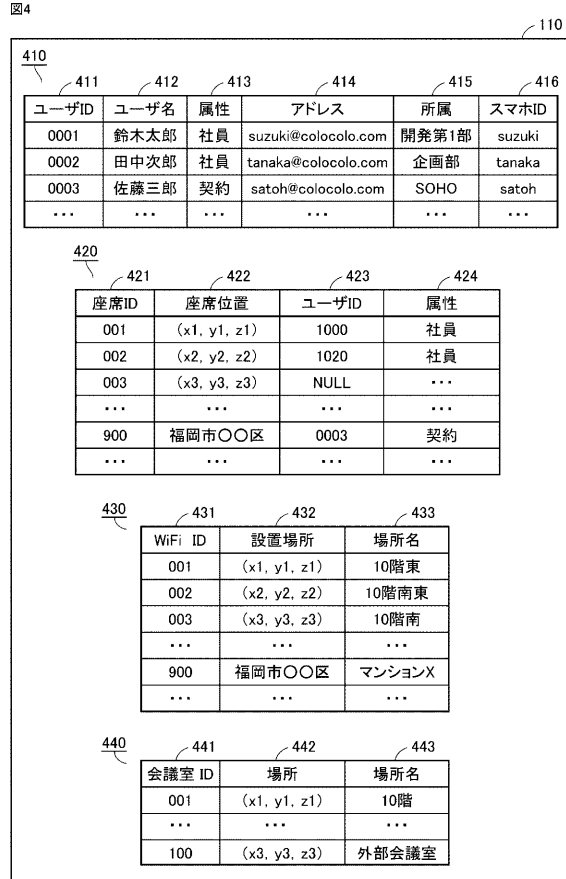 図4
110
410
411 412 413 414 415 416
ユーザID ユーザ名 属性 アドレス 所属 スマホID
0001 鈴木太郎 社員 suzuki@colocolo.com 開発第1部 suzuki
0002 田中次郎 社員 tanaka@colocolo.com 企画部 tanaka
0003 佐藤三郎 契約 satoh@colocolo.com SOHO satoh
・・・ ・・・ ・・・ ・・・ ・・・ ・・・
420
421 422 423 424
座席ID 座席位置 ユーザID 属性
001 (x1, y1, z1) 1000 社員
002 (x2, y2, z2) 1020 社員
003 (x3, y3, z3) NULL ・・・
・・・ ・・・ ・・・ ・・・
900 福岡市〇〇区 0003 契約
・・・ ・・・ ・・・ ・・・
430 431 432 433
WiFi ID 設置場所 場所名
001 (x1, y1, z1) 10階東
002 (x2, y2, z2) 10階南東
003 (x3, y3, z3) 10階南
・・・ ・・・ ・・・
900 福岡市〇〇区 マンションX
・・・ ・・・ ・・・
440 441 442 443
会議室 ID 場所 場所名
001 (x1, y1, z1) 10階
・・・ ・・・ ・・・
100 (x3, y3, z3) 外部会議室